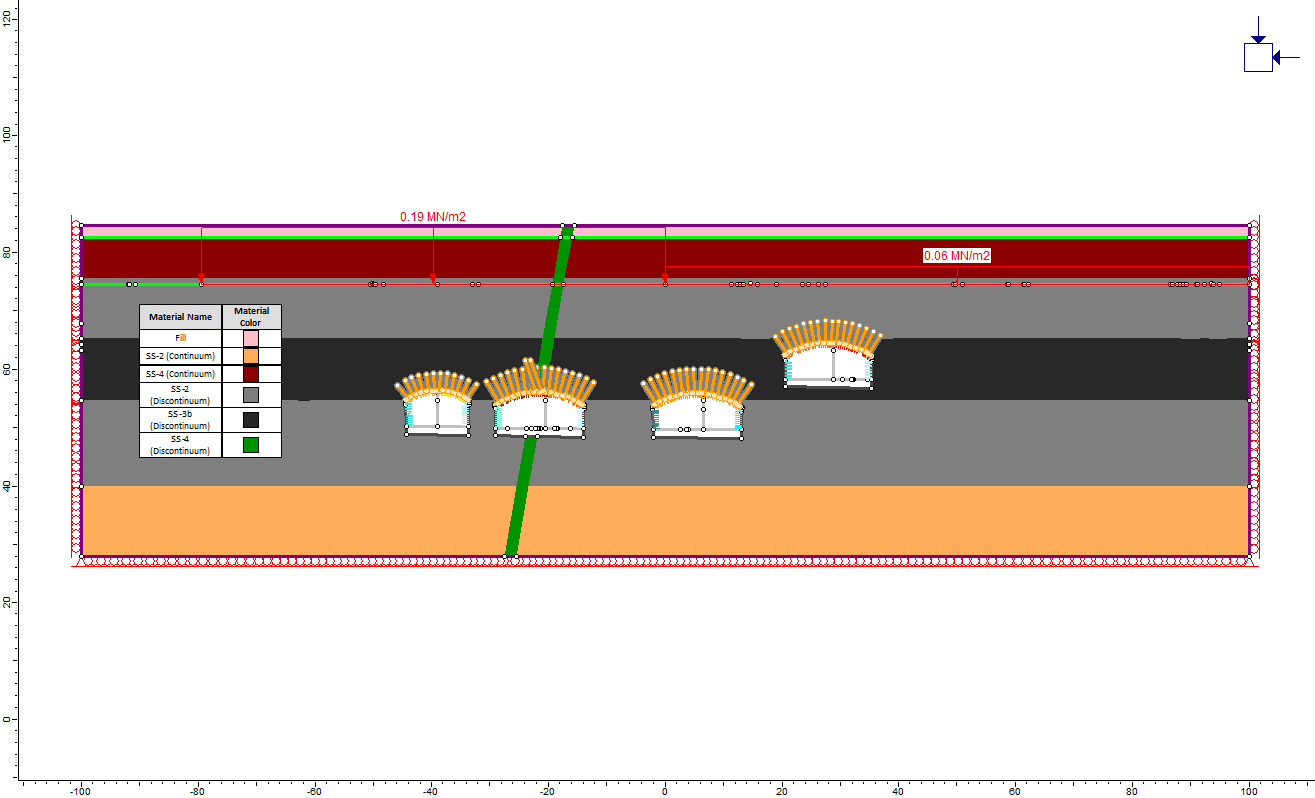 120
100
80
60
40
20
0
0.19 MN/m2
0.06 MN/m2
Material Name
Material
Color
Fill
SS-2 (Continuum)
SS-4 (Continuum)
SS-2
(Discontinuum)
SS-3b
(Discontinuum)
SS-4
(Discontinuum)
-100 -80 -60 -40 -20 0 20 40 60 80 100